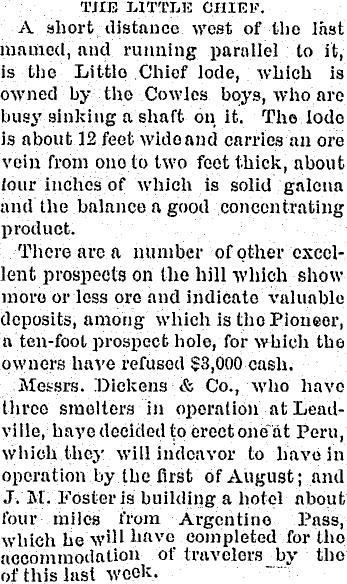 THE LITTLE CHIEF.
A short distance west of the last
named, and running parallel to it,
is the Little Chief lode, which is
owned by the Cowles boys, who are
busy sinking a shaft on it. The lode
is about 12 feet wide and carries an ore
vein from one to two feet thick, about
four inches of which is solid galena
and the balance a good concentrating
product.
There are a number of other excel-
lent prospects on the hill which show
more or less ore and indicate valuable
deposits, among which is the Pioneer,
a ten-foot prospect hole, for which the
owners have refused $3,000 cash.
Messrs. Dickens & Co., who have
three smelters in operation at Lead-
ville, have decided to erect one at Peru,
which they will indeavor to have in
operation by the first of August; and
J. M. Foster is building a hotel about
four miles from Argentine Pass,
which he will have completed for the
accommodation of travelers by the
of this last week.